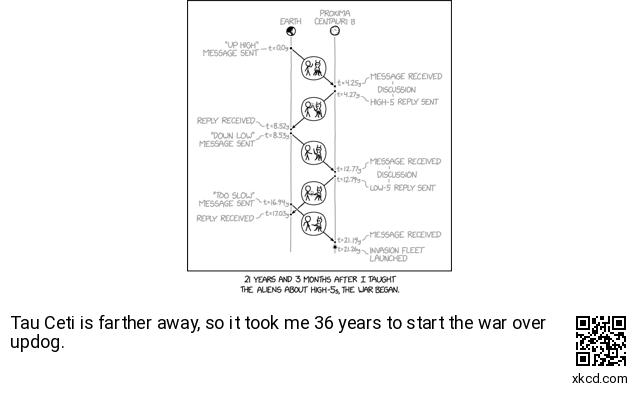 EARTH
PROXIMA
CENTAURI B
"UP HIGH"
MESSAGE SENT
t=0.0y
t=4.25y
MESSAGE RECEIVED
DISCUSSION
t=4.27y
HIGH-5 REPLY SENT
REPLY RECEIVED
t=8.52y
"DOWN LOW"
MESSAGE SENT
t=8.53y
t=12.77y
MESSAGE RECEIVED
DISCUSSION
t=12.79y
LOW-5 REPLY SENT
"TOO SLOW"
MESSAGE SENT
t=16.94y
REPLY RECEIVED
t=17.03y
t=21.19y
MESSAGE RECEIVED
t=21.26y
INVASION FLEET
LAUNCHED
21 YEARS AND 3 MONTHS AFTER I TAUGHT
THE ALIENS ABOUT HIGH-5s, THE WAR BEGAN.
Tau Ceti is farther away, so it took me 36 years to start the war over
updog.
xkcd.com